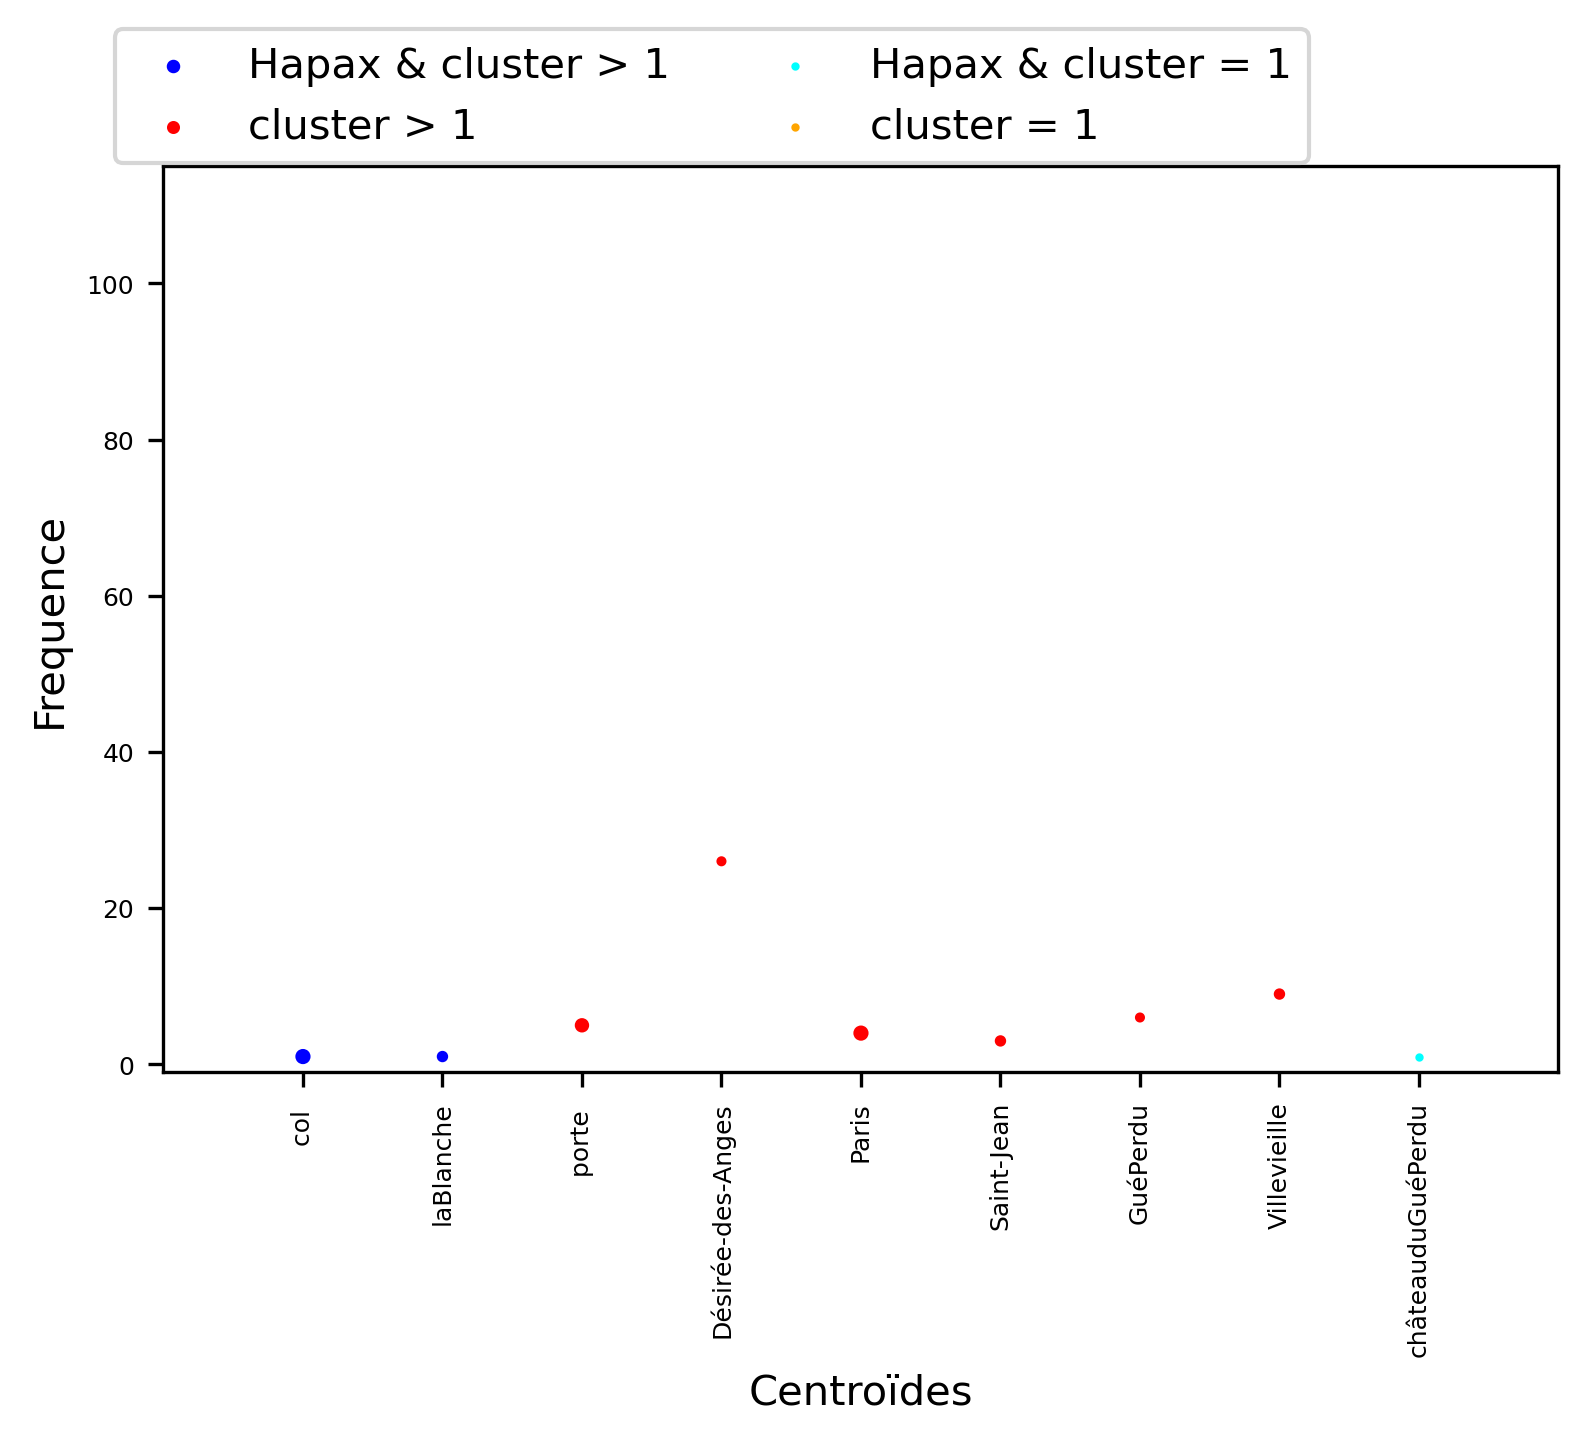 Hapax & cluster > 1
cluster > 1
Hapax & cluster = 1
cluster = 1
Frequence
100
80
60
40
20
0
col
laBlanche
porte
Désirée-des-Anges
Paris
Saint-Jean
GuéPerdu
Villevieille
châteauduGuéPerdu
Centroïdes